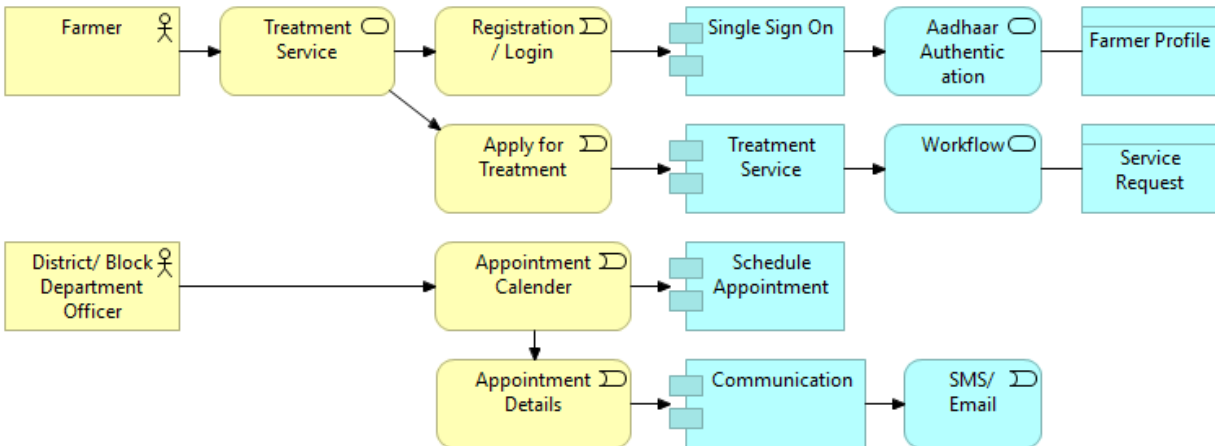 Farmer
Treatment
Service
Registration
/ Login
Single Sign On
Aadhaar
Authentic
ation
Farmer Profile
Apply for
Treatment
Treatment
Service
Workflow
Service
Request
District/ Block
Department
Officer
Appointment
Calender
Schedule
Appointment
Appointment
Details
Communication
SMS/
Email